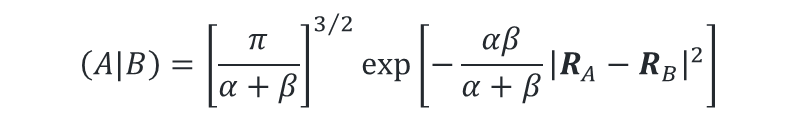 (A|B) = [π / (α + β)]^{3/2} exp[−(αβ / (α + β)) |R_A − R_B|^2]